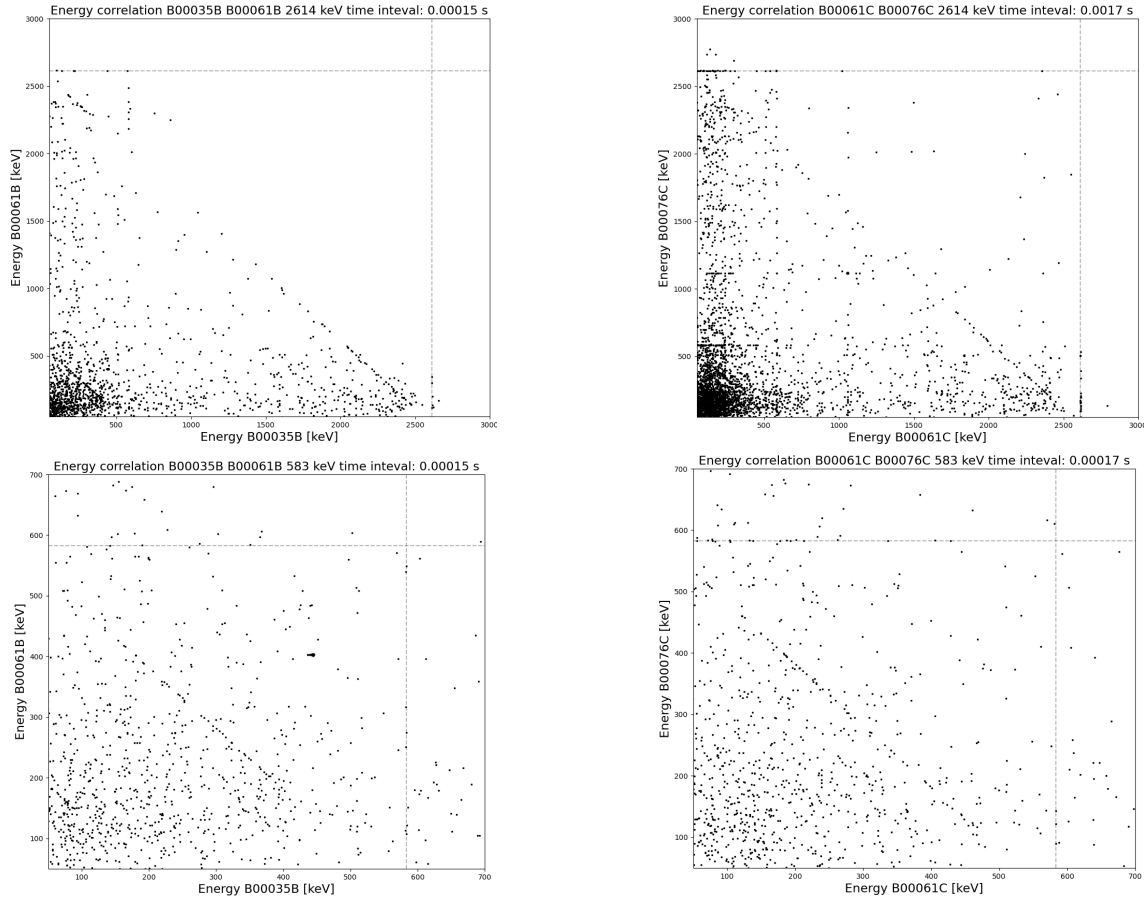 Energy correlation B00035B B00061B 2614 keV time inteval: 0.00015 s
3000
2500
2000
1500
1000
500
Energy B00061B [keV]
500 1000 1500 2000 2500 3000
Energy B00035B [keV]
Energy correlation B00061C B00076C 2614 keV time inteval: 0.0017 s
3000
2500
2000
1500
1000
500
Energy B00076C [keV]
500 1000 1500 2000 2500 3000
Energy B00061C [keV]
Energy correlation B00035B B00061B 583 keV time inteval: 0.00015 s
700
600
500
400
300
200
100
Energy B00061B [keV]
100 200 300 400 500 600 700
Energy B00035B [keV]
Energy correlation B00061C B00076C 583 keV time inteval: 0.00017 s
700
600
500
400
300
200
100
Energy B00076C [keV]
100 200 300 400 500 600 700
Energy B00061C [keV]